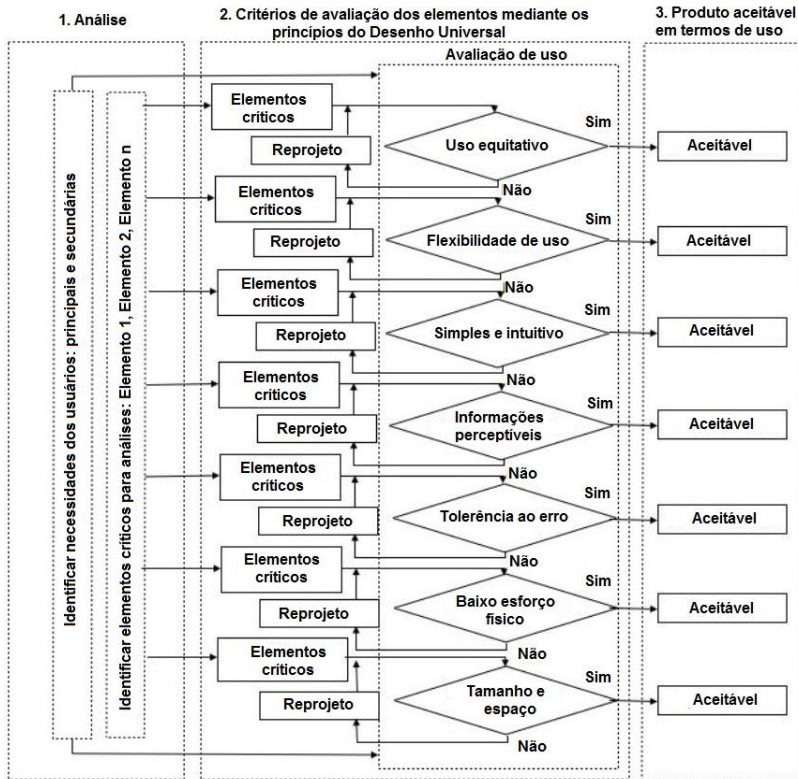 1. Análise
2. Critérios de avaliação dos elementos mediante os
princípios do Desenho Universal
3. Produto aceitável
em termos de uso
Avaliação de uso
Identificar necessidades dos usuários: principais e secundárias
Identificar elementos críticos para análises: Elemento 1, Elemento 2, Elemento n
Elementos
críticos
Reprojeto
Uso equitativo
Sim
Não
Aceitável
Elementos
críticos
Reprojeto
Flexibilidade de uso
Sim
Não
Aceitável
Elementos
críticos
Reprojeto
Simples e intuitivo
Sim
Não
Aceitável
Elementos
críticos
Reprojeto
Informações
perceptíveis
Sim
Não
Aceitável
Elementos
críticos
Reprojeto
Tolerência ao erro
Sim
Não
Aceitável
Elementos
críticos
Reprojeto
Baixo esforço
físico
Sim
Não
Aceitável
Elementos
críticos
Reprojeto
Tamanho e
espaço
Sim
Não
Aceitável